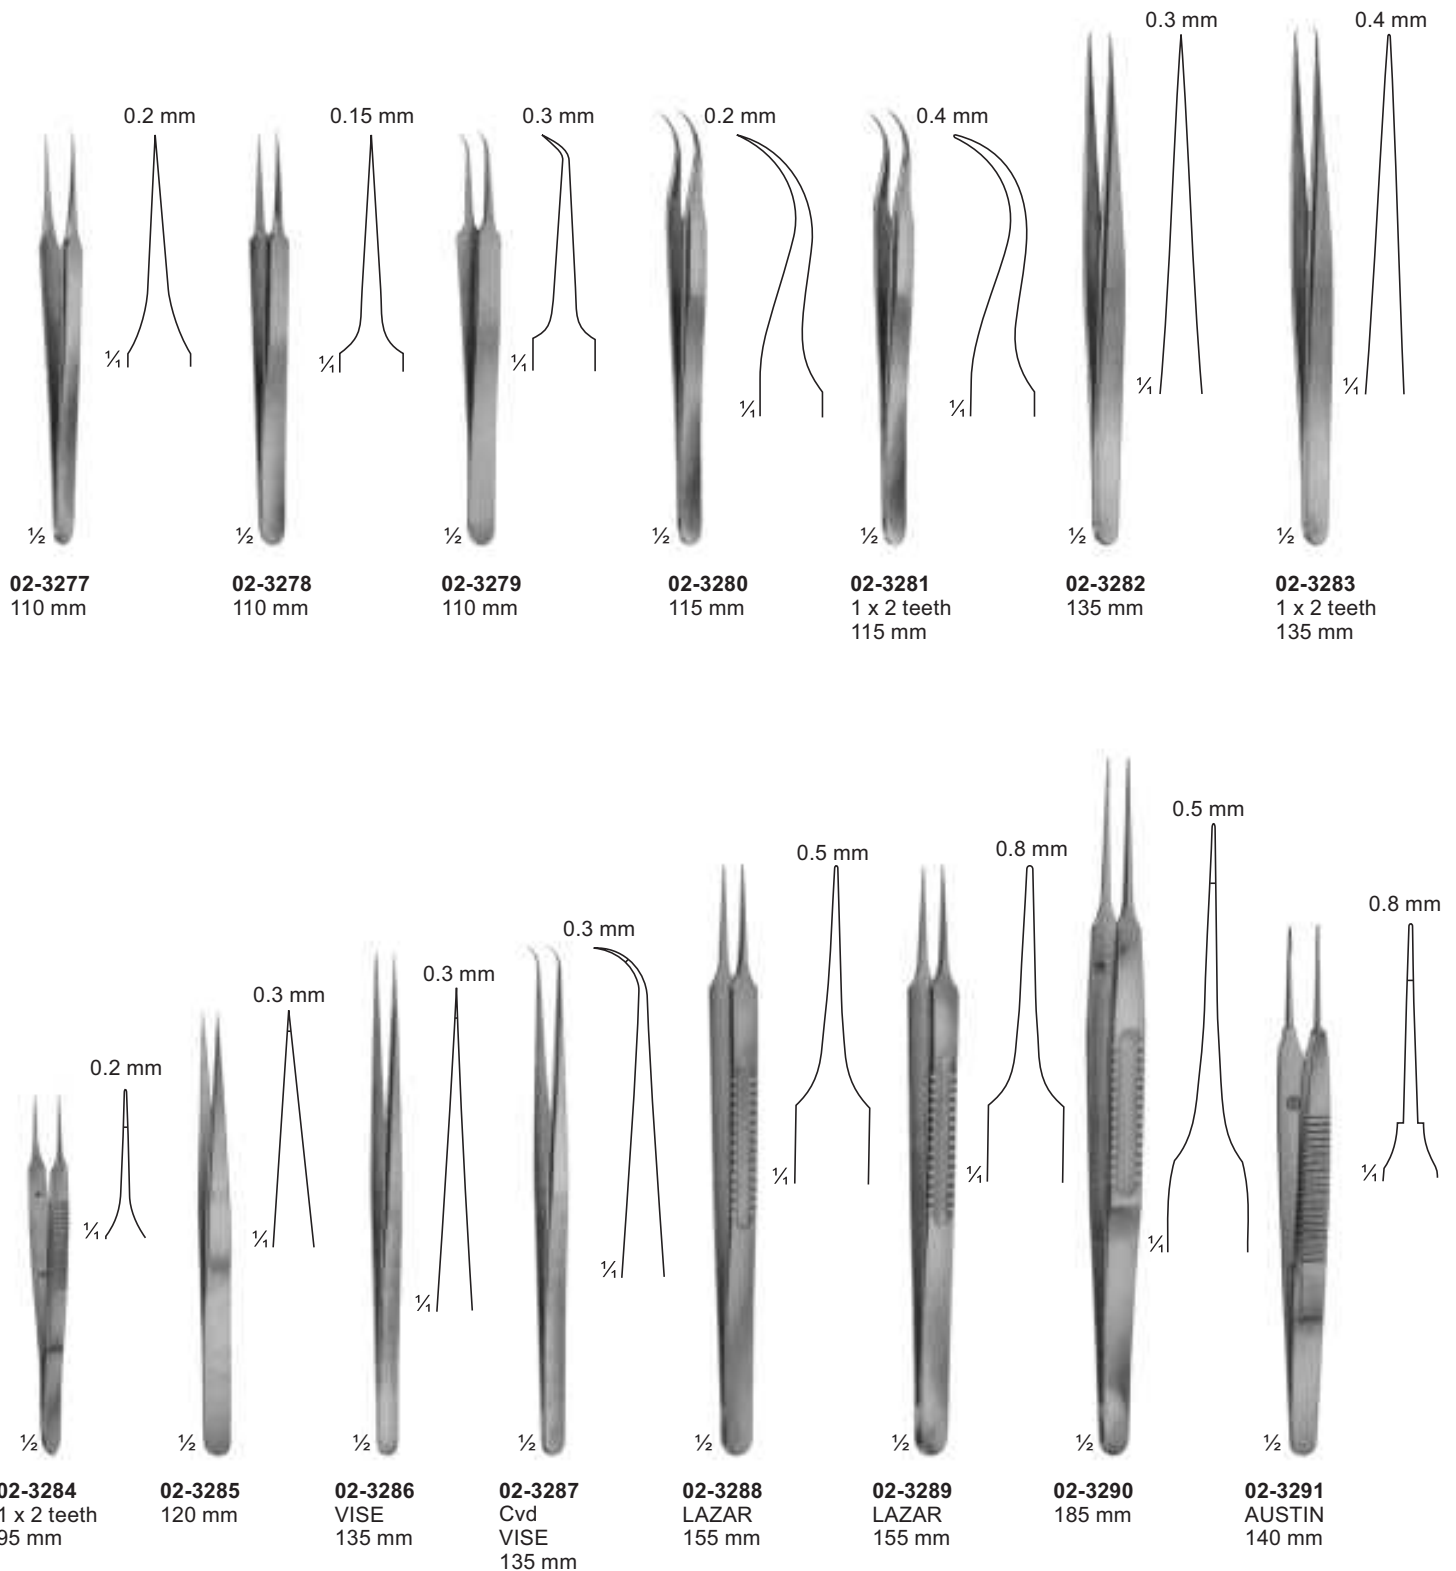 0.3 mm
0.4 mm
0.2 mm
0.15 mm
0.3 mm
0.2 mm
0.4 mm
1/1
1/1
1/1
1/1
1/1
1/1
1/1
1/2
1/2
1/2
1/2
1/2
1/2
1/2
02-3277
110 mm
02-3278
110 mm
02-3279
110 mm
02-3280
115 mm
02-3281
1 x 2 teeth
115 mm
02-3282
135 mm
02-3283
1 x 2 teeth
135 mm
0.2 mm
0.3 mm
0.3 mm
0.3 mm
0.5 mm
0.8 mm
0.5 mm
0.8 mm
1/1
1/1
1/1
1/1
1/1
1/1
1/1
1/1
1/2
1/2
1/2
1/2
1/2
1/2
1/2
1/2
02-3284
1 x 2 teeth
95 mm
02-3285
120 mm
02-3286
VISE
135 mm
02-3287
Cvd
VISE
135 mm
02-3288
LAZAR
155 mm
02-3289
LAZAR
155 mm
02-3290
185 mm
02-3291
AUSTIN
140 mm